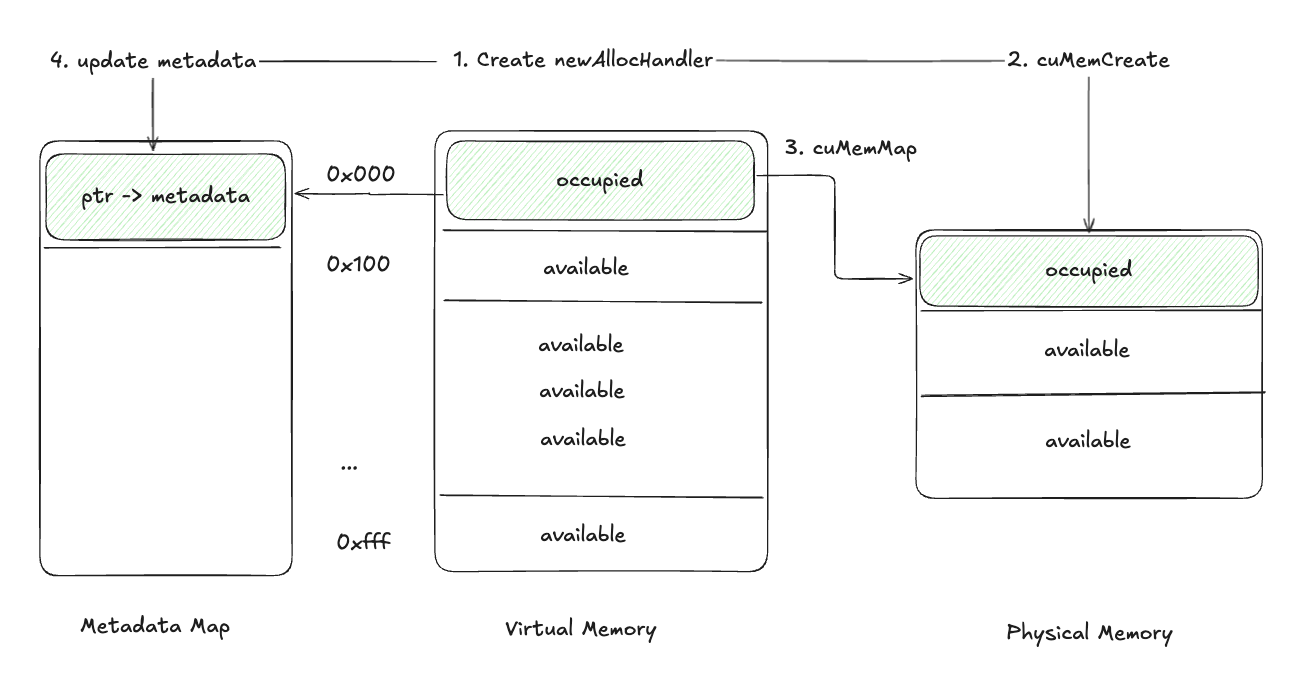 4. update metadata
1. Create newAllocHandler
2. cuMemCreate
3. cuMemMap
ptr -> metadata
0x000
occupied
0x100
available
occupied
available
available
available
available
available
...
0xfff
available
Metadata Map
Virtual Memory
Physical Memory